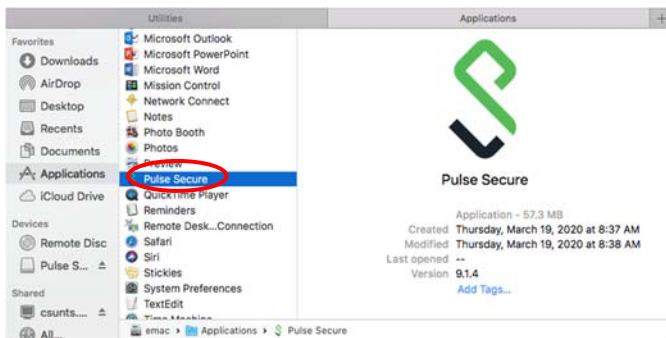 Utilities
Applications
+
Favorites
Downloads
AirDrop
Desktop
Recents
Documents
Applications
iCloud Drive
Devices
Remote Disc
Pulse S...
Shared
csunts....
All...
Microsoft Outlook
Microsoft PowerPoint
Microsoft Word
Mission Control
Network Connect
Notes
Photo Booth
Photos
Preview
Pulse Secure
QuickTime Player
Reminders
Remote Desk...Connection
Safari
Siri
Stickies
System Preferences
TextEdit
Time Machine
Pulse Secure
Application - 57.3 MB
Created Thursday, March 19, 2020 at 8:37 AM
Modified Thursday, March 19, 2020 at 8:38 AM
Last opened --
Version 9.1.4
Add Tags...
emac › Applications › Pulse Secure